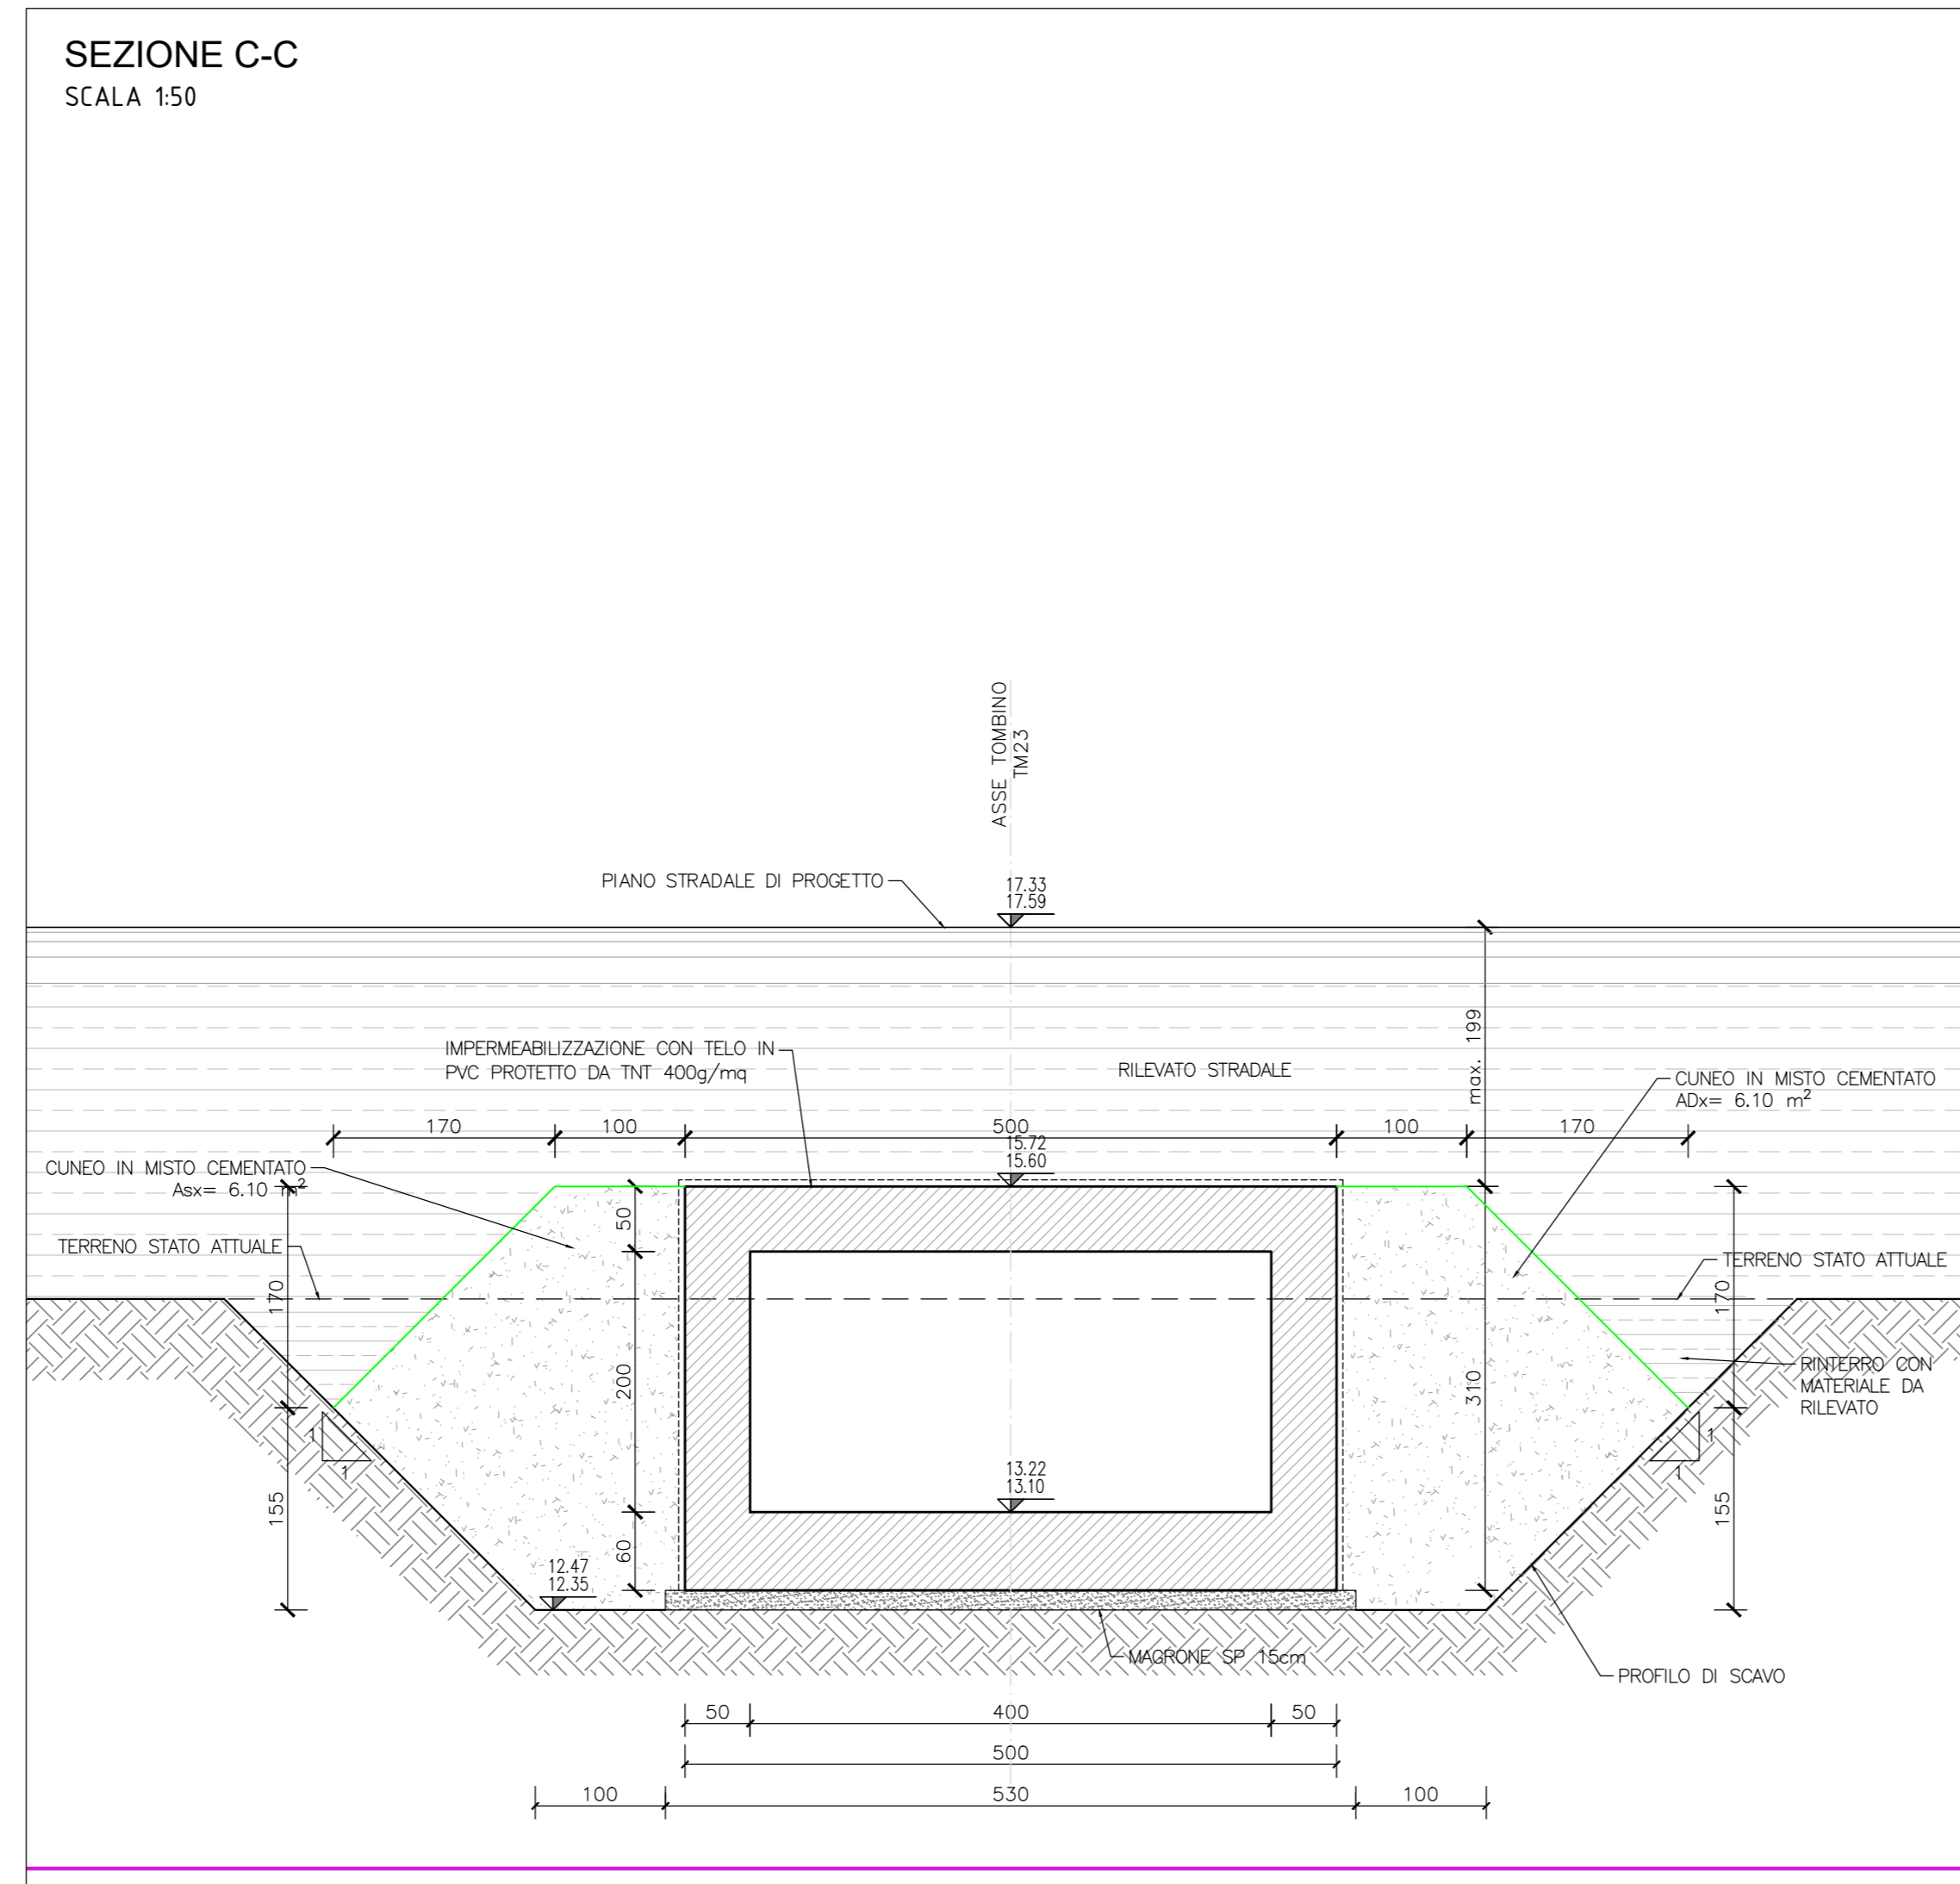 SEZIONE C-C
SCALA 1:50
ASSE TOMBINO
TM23
PIANO STRADALE DI PROGETTO
17.33
17.59
max. 199
IMPERMEABILIZZAZIONE CON TELO IN
PVC PROTETTO DA TNT 400g/mq
RILEVATO STRADALE
CUNEO IN MISTO CEMENTATO
ADx= 6.10 m²
170
100
500
100
170
15.72
15.60
CUNEO IN MISTO CEMENTATO
Asx= 6.10 m²
50
TERRENO STATO ATTUALE
TERRENO STATO ATTUALE
170
170
200
310
RINTERRO CON
MATERIALE DA
RILEVATO
1
1
1
1
13.22
13.10
155
155
60
12.47
12.35
MAGRONE SP 15cm
PROFILO DI SCAVO
50
400
50
500
100
530
100